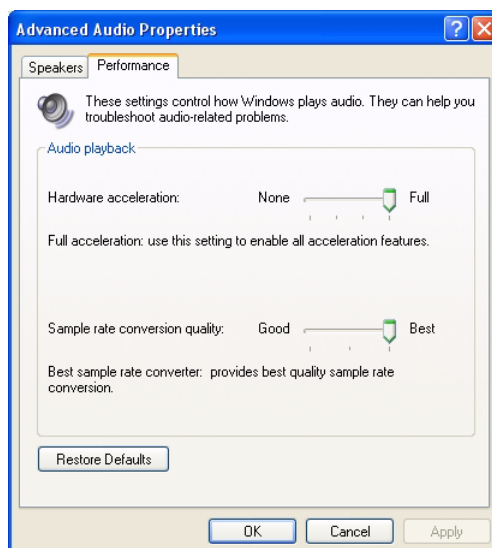 Advanced Audio Properties
Speakers
Performance
These settings control how Windows plays audio. They can help you
troubleshoot audio-related problems.
Audio playback
Hardware acceleration:
None
Full
Full acceleration: use this setting to enable all acceleration features.
Sample rate conversion quality:
Good
Best
Best sample rate converter: provides best quality sample rate
conversion.
Restore Defaults
OK
Cancel
Apply